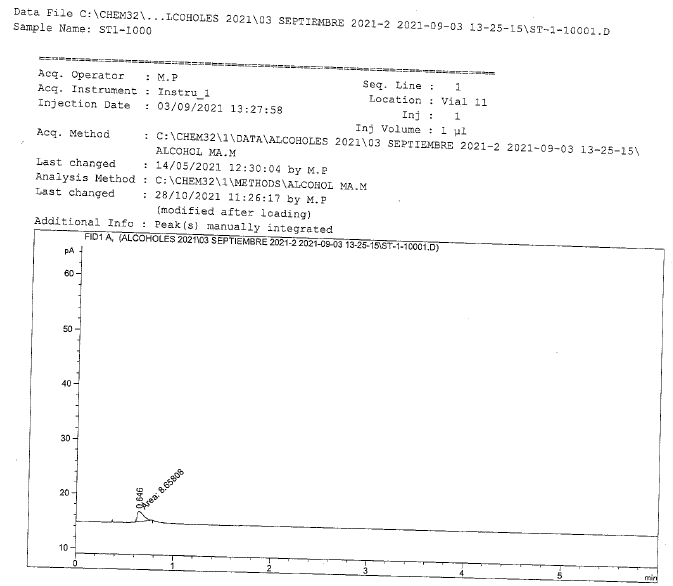 Data File C:\CHEM32\...LCOHOLES 2021\03 SEPTIEMBRE 2021-2 2021-09-03 13-25-15\ST-1-10001.D
Sample Name: ST1-1000
Acq. Operator : M.P Seq. Line : 1
Acq. Instrument : Instru_1 Location : Vial 11
Injection Date : 03/09/2021 13:27:58 Inj : 1
Inj Volume : 1 µl
Acq. Method : C:\CHEM32\1\DATA\ALCOHOLES 2021\03 SEPTIEMBRE 2021-2 2021-09-03 13-25-15\
ALCOHOL MA.M
Last changed : 14/05/2021 12:30:04 by M.P
Analysis Method : C:\CHEM32\1\METHODS\ALCOHOL MA.M
Last changed : 28/10/2021 11:26:17 by M.P
(modified after loading)
Additional Info : Peak(s) manually integrated
FID1 A, (ALCOHOLES 2021\03 SEPTIEMBRE 2021-2 2021-09-03 13-25-15\ST-1-10001.D)
pA
60
50
40
30
20
10
0.646
Area: 8.65808
0 1 2 3 4 5 min